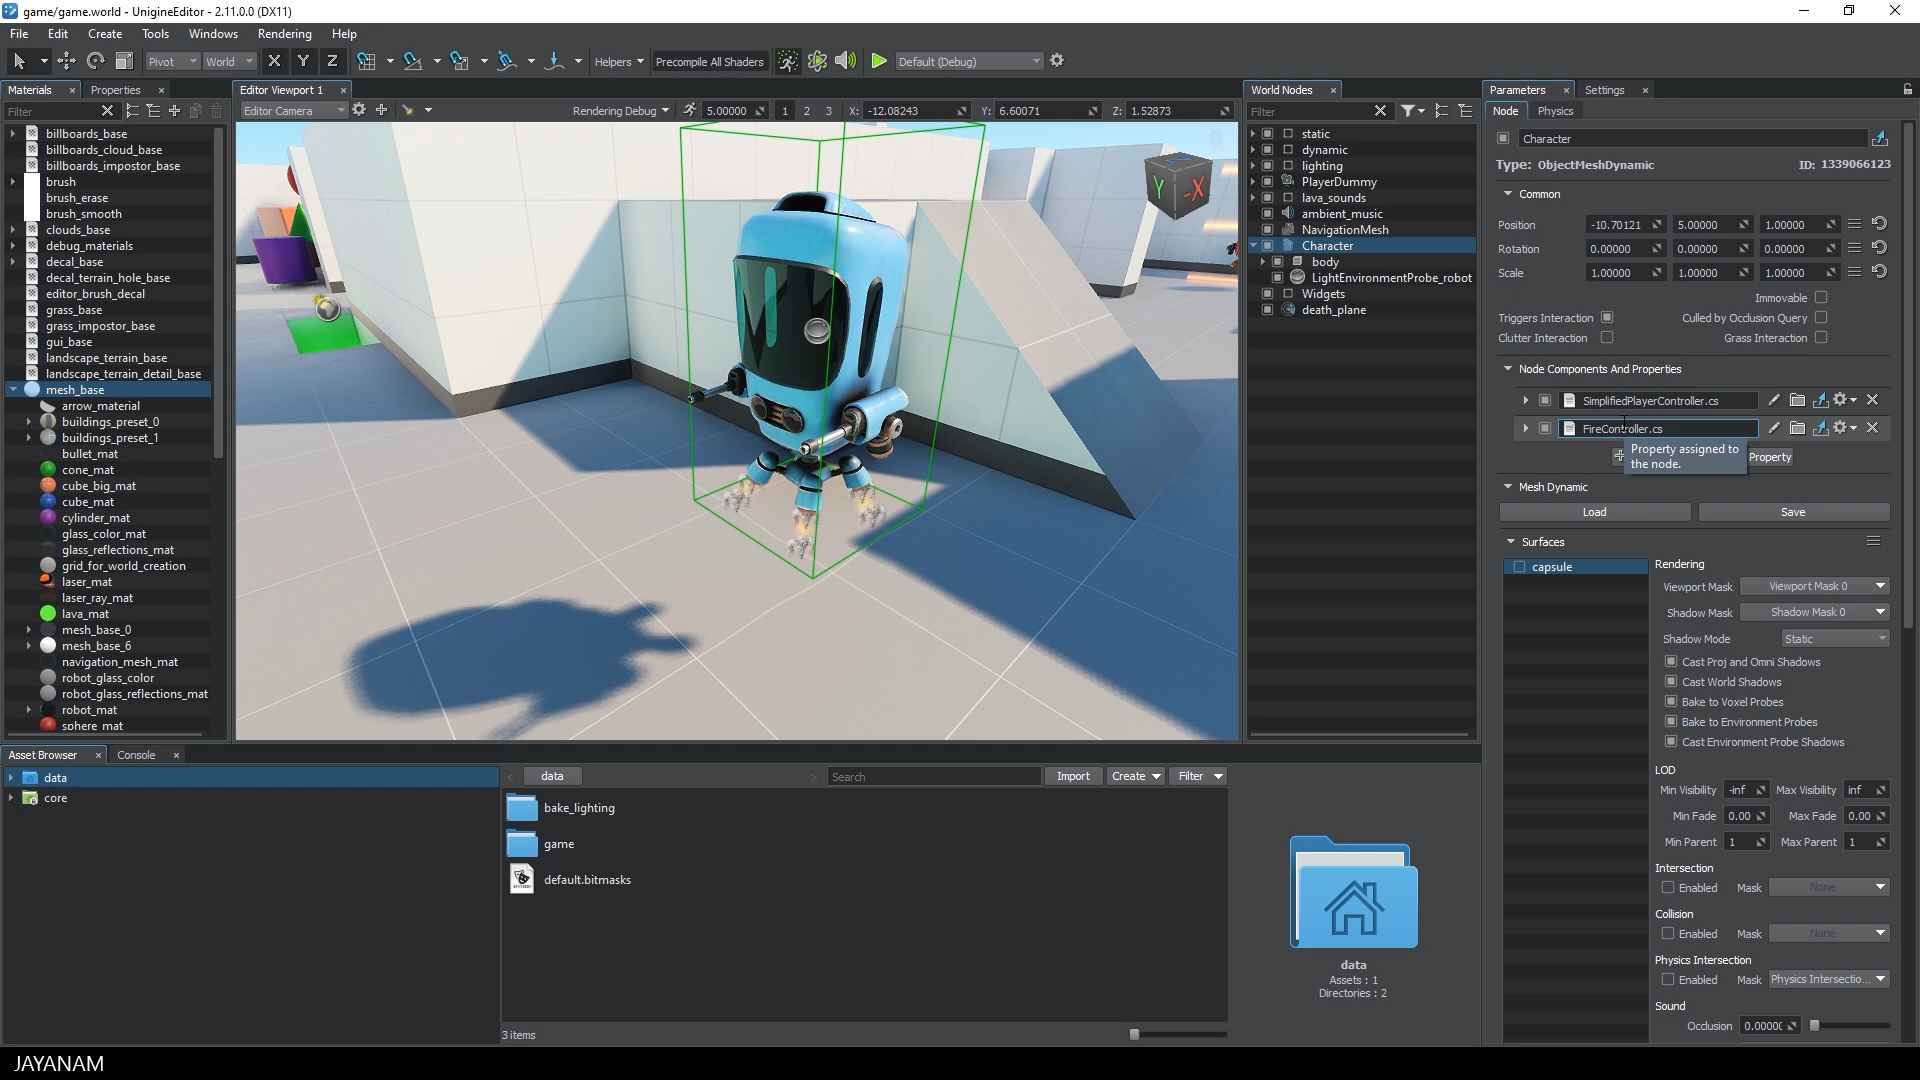 game/game.world - UnigineEditor - 2.11.0.0 (DX11)
File Edit Create Tools Windows Rendering Help
Pivot World X Y Z Helpers Precompile All Shaders Default (Debug)
Materials Properties
Filter
billboards_base
billboards_cloud_base
billboards_impostor_base
brush
brush_erase
brush_smooth
clouds_base
debug_materials
decal_base
decal_terrain_hole_base
editor_brush_decal
grass_base
grass_impostor_base
gui_base
landscape_terrain_base
landscape_terrain_detail_base
mesh_base
arrow_material
buildings_preset_0
buildings_preset_1
bullet_mat
cone_mat
cube_big_mat
cube_mat
cylinder_mat
glass_color_mat
glass_reflections_mat
grid_for_world_creation
laser_mat
laser_ray_mat
lava_mat
mesh_base_0
mesh_base_6
navigation_mesh_mat
robot_glass_color
robot_glass_reflections_mat
robot_mat
sphere_mat
Editor Viewport 1
Editor Camera Rendering Debug 5.00000 1 2 3 X: -12.08243 Y: 6.60071 Z: 1.52873
Y -X
World Nodes
Filter
static
dynamic
lighting
PlayerDummy
lava_sounds
ambient_music
NavigationMesh
Character
body
LightEnvironmentProbe_robot
Widgets
death_plane
Parameters Settings
Node Physics
Character
Type: ObjectMeshDynamic ID: 1339066123
Common
Position -10.70121 5.00000 1.00000
Rotation 0.00000 0.00000 0.00000
Scale 1.00000 1.00000 1.00000
Immovable
Triggers Interaction Culled by Occlusion Query
Clutter Interaction Grass Interaction
Node Components And Properties
SimplifiedPlayerController.cs
FireController.cs
Property assigned to
the node.
Property
Mesh Dynamic
Load Save
Surfaces
capsule
Rendering
Viewport Mask Viewport Mask 0
Shadow Mask Shadow Mask 0
Shadow Mode Static
Cast Proj and Omni Shadows
Cast World Shadows
Bake to Voxel Probes
Bake to Environment Probes
Cast Environment Probe Shadows
LOD
Min Visibility -inf Max Visibility inf
Min Fade 0.00 Max Fade 0.00
Min Parent 1 Max Parent 1
Intersection
Enabled Mask None
Collision
Enabled Mask None
Physics Intersection
Enabled Mask Physics Intersectio...
Sound
Occlusion 0.0000
Asset Browser Console
data
core
data Search Import Create Filter
bake_lighting
game
default.bitmasks
data
Assets : 1
Directories : 2
3 items
JAYANAM